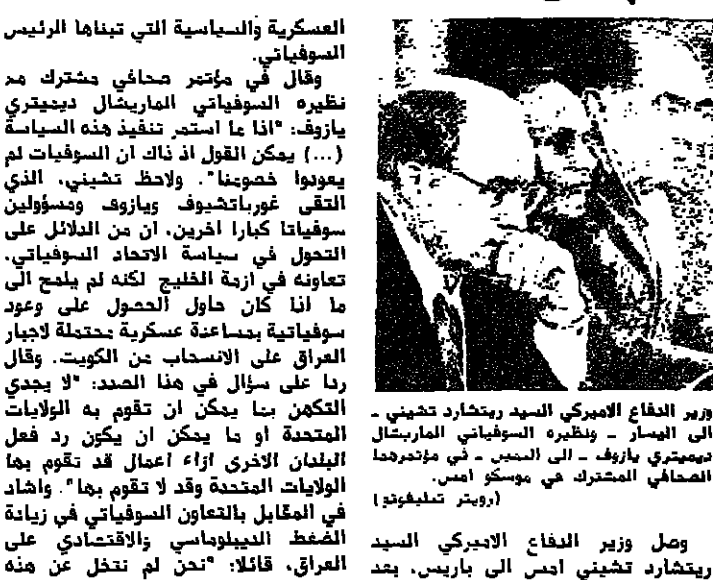 وزير الدفاع الاميركي السيد ريتشارد تشيني ـ
الى اليسار ـ ونظيره السوفياتي الماريشال
ديميتري يازوف ـ الى اليمين ـ في مؤتمرهما
الصحافي المشترك في موسكو امس.
(رويتر تليفوتو)
وصل وزير الدفاع الاميركي السيد
ريتشارد تشيني امس الى باريس، بعد
العسكرية والسياسية التي تبناها الرئيس
السوفياتي.
وقال في مؤتمر صحافي مشترك مع
نظيره السوفياتي الماريشال ديميتري
يازوف: "اذا ما استمر تنفيذ هذه السياسة
(...) يمكن القول اذ ذاك ان السوفيات لم
يعودوا خصومنا". ولاحظ تشيني، الذي
التقى غورباتشيوف ويازوف ومسؤولين
سوفياتا كبارا اخرين، ان من الدلائل على
التحول في سياسة الاتحاد السوفياتي،
تعاونه في ازمة الخليج لكنه لم يلمح الى
ما اذا كان حاول الحصول على وعود
سوفياتية بمساعدة عسكرية محتملة لاجبار
العراق على الانسحاب من الكويت. وقال
ردا على سؤال في هذا الصدد: "لا يجدي
التكهن بما يمكن ان تقوم به الولايات
المتحدة او ما يمكن ان يكون رد فعل
البلدان الاخرى ازاء اعمال قد تقوم بها
الولايات المتحدة وقد لا تقوم بها". واشاد
في المقابل بالتعاون السوفياتي في زيادة
الضغط الديبلوماسي والاقتصادي على
العراق، قائلا: "نحن لم نتخل عن هذه